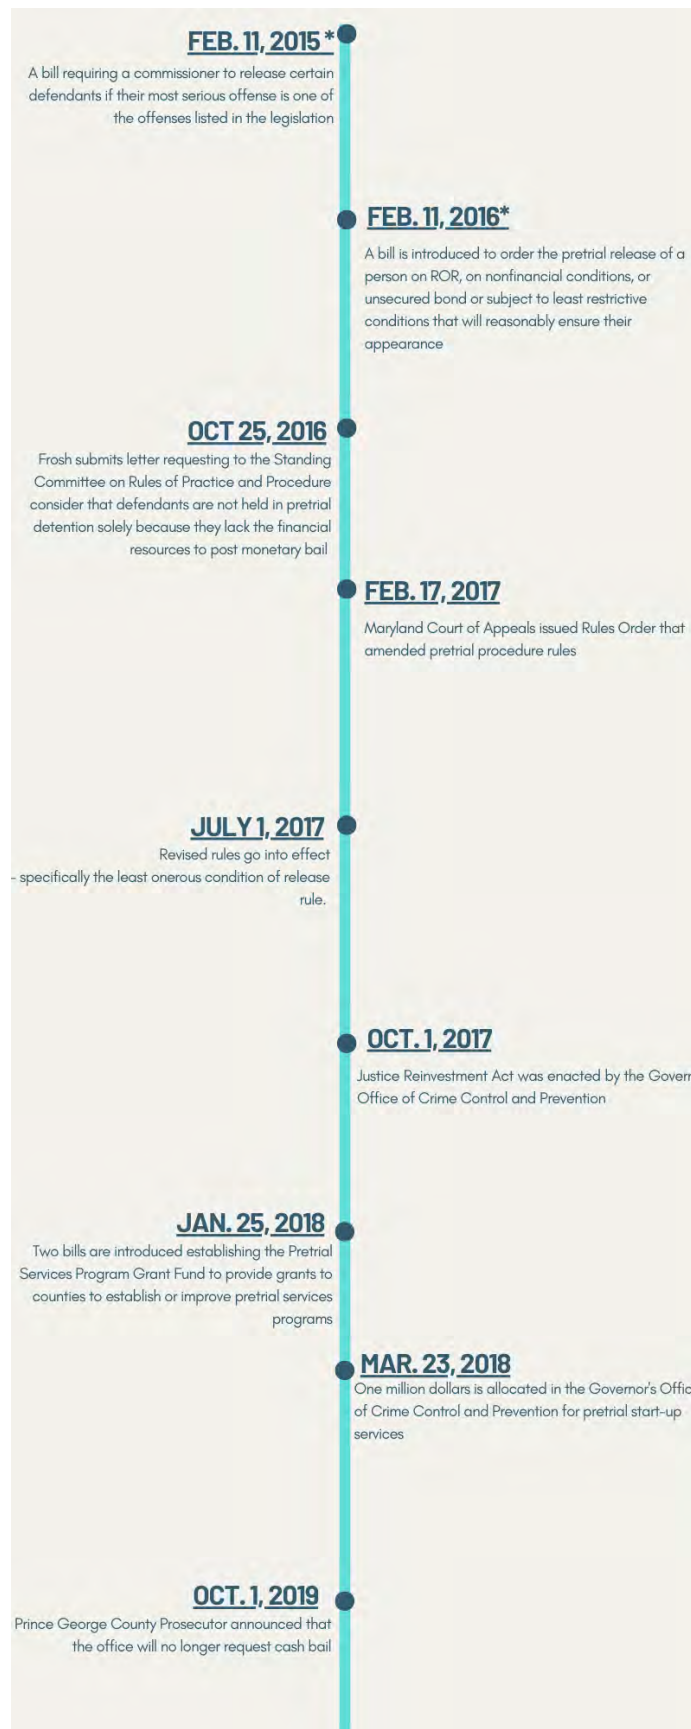 FEB. 11, 2015 *
A bill requiring a commissioner to release certain
defendants if their most serious offense is one of
the offenses listed in the legislation
FEB. 11, 2016*
A bill is introduced to order the pretrial release of a
person on ROR, on nonfinancial conditions, or
unsecured bond or subject to least restrictive
conditions that will reasonably ensure their
appearance
OCT 25, 2016
Frosh submits letter requesting to the Standing
Committee on Rules of Practice and Procedure
consider that defendants are not held in pretrial
detention solely because they lack the financial
resources to post monetary bail
FEB. 17, 2017
Maryland Court of Appeals issued Rules Order that
amended pretrial procedure rules
JULY 1, 2017
Revised rules go into effect
- specifically the least onerous condition of release
rule.
OCT. 1, 2017
Justice Reinvestment Act was enacted by the
Office of Crime Control and Prevention
JAN. 25, 2018
Two bills are introduced establishing the Pretrial
Services Program Grant Fund to provide grants to
counties to establish or improve pretrial services
programs
MAR. 23, 2018
One million dollars is allocated in the Governor's
of Crime Control and Prevention for pretrial start-up
services
OCT. 1, 2019
Prince George County Prosecutor announced that
the office will no longer request cash bail